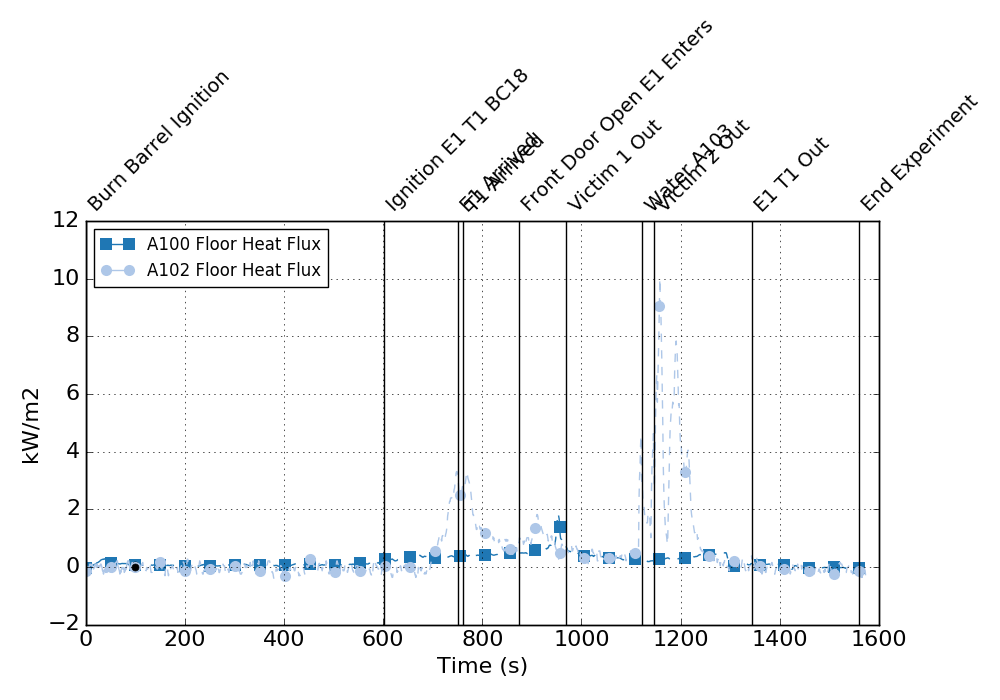 Burn Barrel Ignition
Ignition E1 T1 BC18
E1 Arrived
T1 Arrived
Front Door Open E1 Enters
Victim 1 Out
Water A103
Victim 2 Out
E1 T1 Out
End Experiment
12
10
8
6
4
2
0
−2
kW/m2
A100 Floor Heat Flux
A102 Floor Heat Flux
0 200 400 600 800 1000 1200 1400 1600
Time (s)